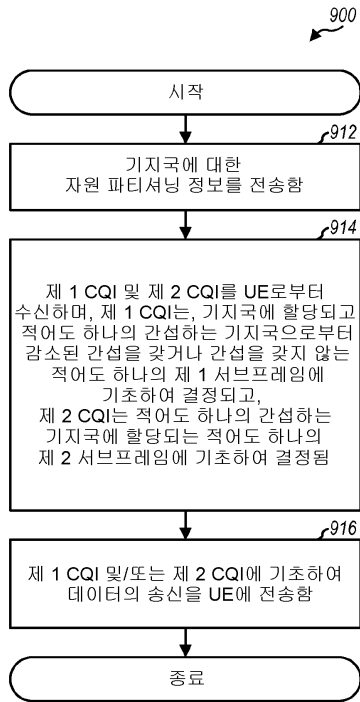 900
시작
912
기지국에 대한
자원 파티셔닝 정보를 전송함
914
제 1 CQI 및 제 2 CQI를 UE로부터
수신하며, 제 1 CQI는, 기지국에 할당되고
적어도 하나의 간섭하는 기지국으로부터
감소된 간섭을 갖거나 간섭을 갖지 않는
적어도 하나의 제 1 서브프레임에
기초하여 결정되고,
제 2 CQI는 적어도 하나의 간섭하는
기지국에 할당되는 적어도 하나의
제 2 서브프레임에 기초하여 결정됨
916
제 1 CQI 및/또는 제 2 CQI에 기초하여
데이터의 송신을 UE에 전송함
종료